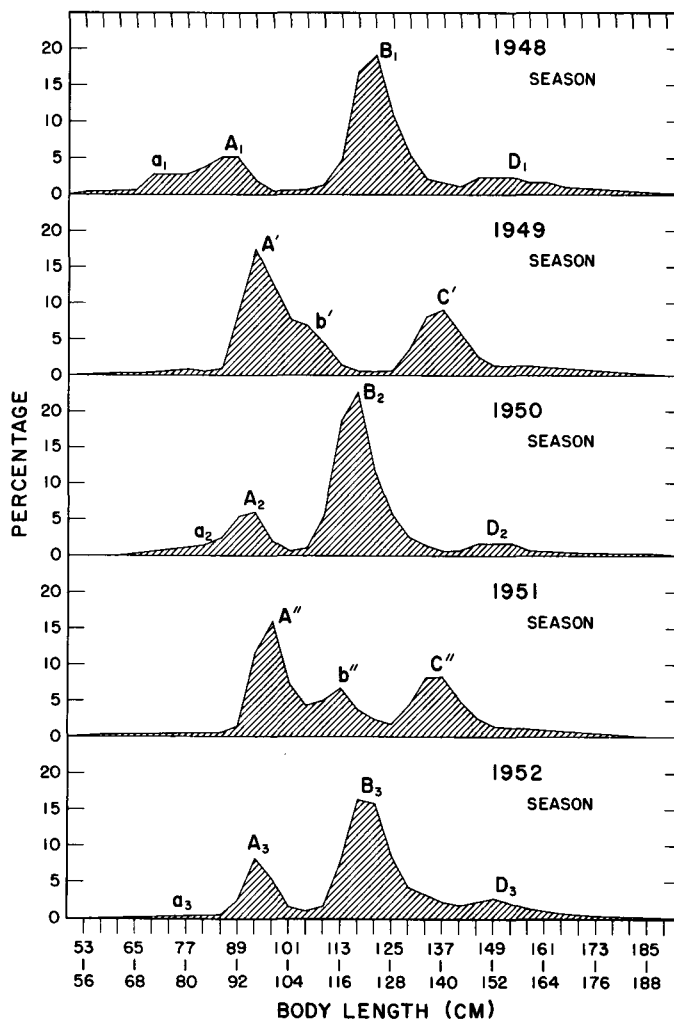 PERCENTAGE
20
15
10
5
0
a₁
A₁
B₁
D₁
1948
SEASON
20
15
10
5
0
A′
b′
C′
1949
SEASON
20
15
10
5
0
a₂
A₂
B₂
D₂
1950
SEASON
20
15
10
5
0
A″
b″
C″
1951
SEASON
20
15
10
5
0
a₃
A₃
B₃
D₃
1952
SEASON
53 65 77 89 101 113 125 137 149 161 173 185
56 68 80 92 104 116 128 140 152 164 176 188
BODY LENGTH (CM)